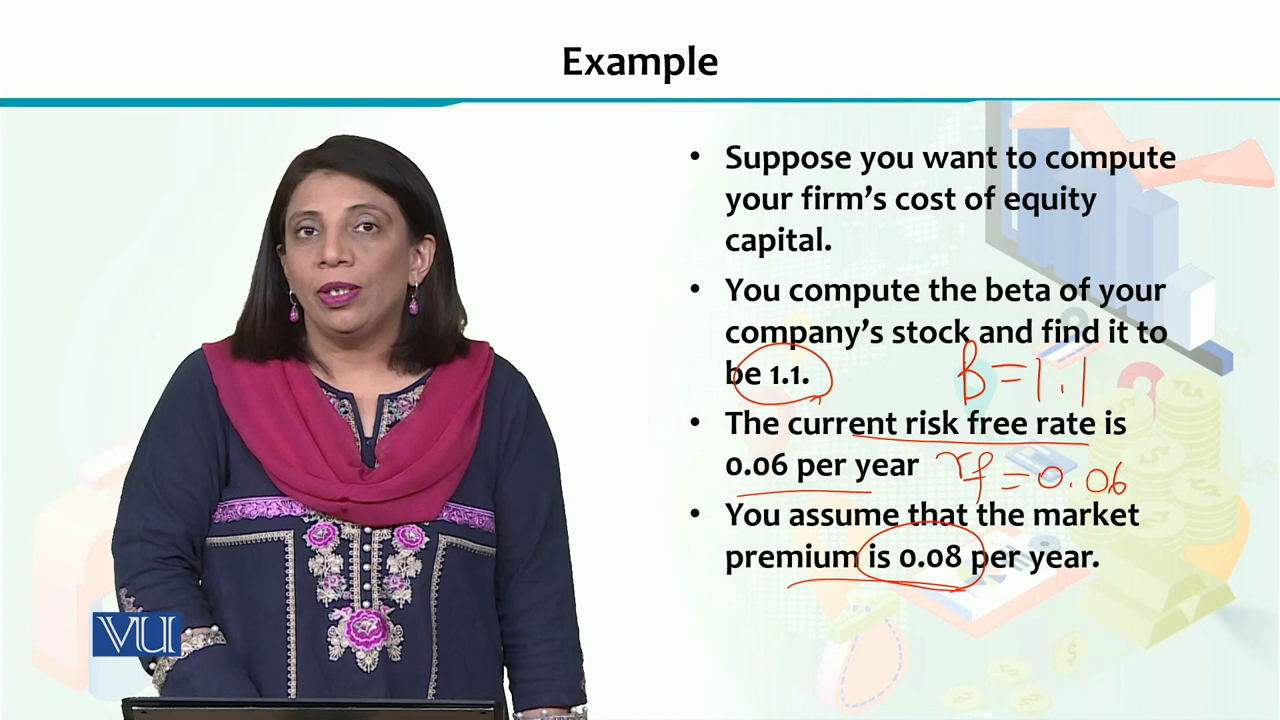 Example
• Suppose you want to compute
your firm's cost of equity
capital.
• You compute the beta of your
company's stock and find it to
be 1.1.
β = 1.1
• The current risk free rate is
0.06 per year
rf = 0.06
• You assume that the market
premium is 0.08 per year.
VU